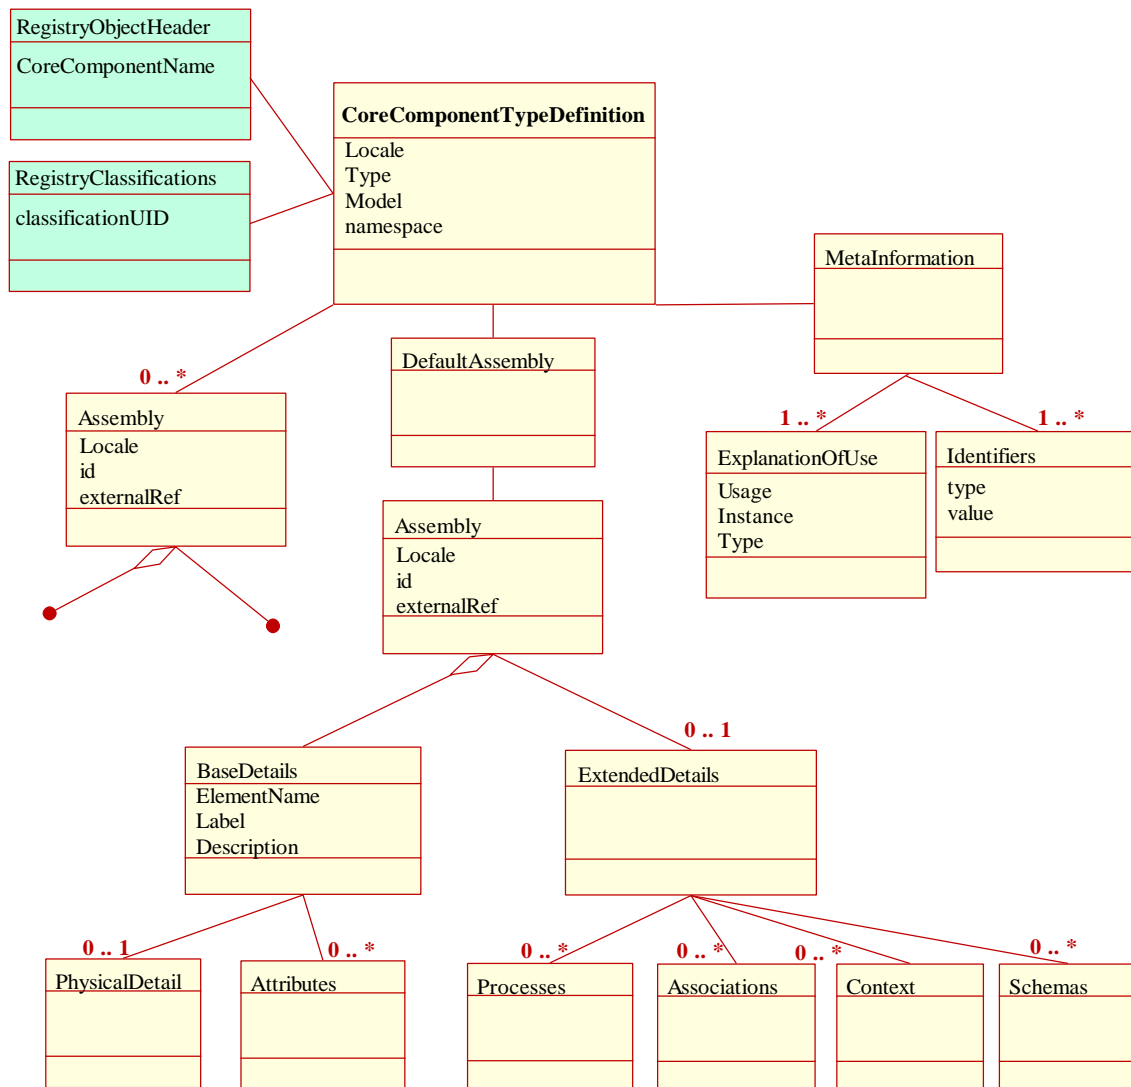 RegistryObjectHeader
CoreComponentName
RegistryClassifications
classificationUID
CoreComponentTypeDefinition
Locale
Type
Model
namespace
MetaInformation
0 .. *
Assembly
Locale
id
externalRef
DefaultAssembly
1 .. *
1 .. *
ExplanationOfUse
Usage
Instance
Type
Identifiers
type
value
Assembly
Locale
id
externalRef
0 .. 1
BaseDetails
ElementName
Label
Description
ExtendedDetails
0 .. 1
0 .. *
0 .. *
0 .. *
0 .. *
0 .. *
PhysicalDetail
Attributes
Processes
Associations
Context
Schemas